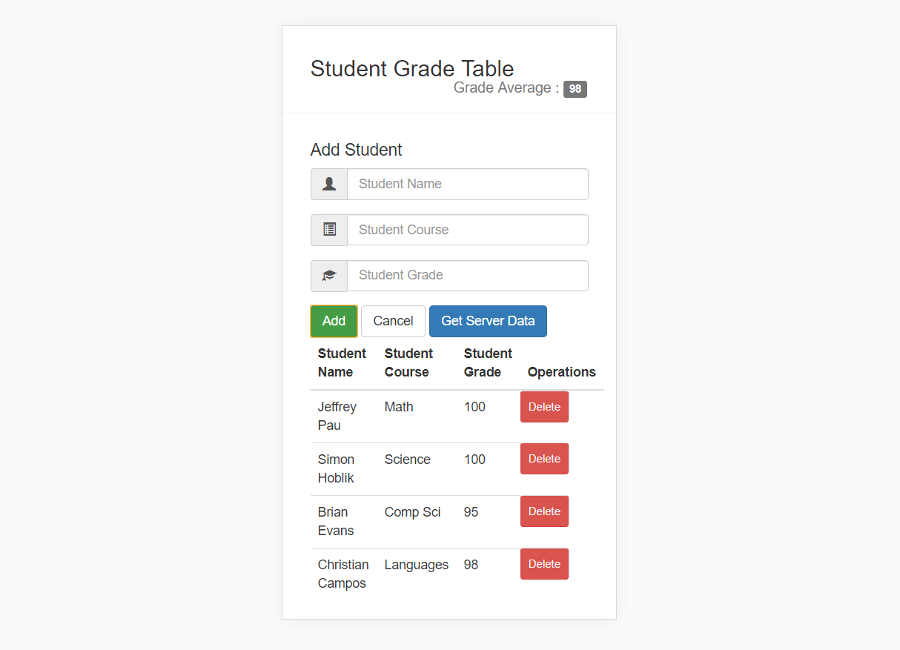 Student Grade Table
Grade Average : 98
Add Student
Student Name
Student Course
Student Grade
Add Cancel Get Server Data
Student Name Student Course Student Grade Operations
Jeffrey Pau Math 100 Delete
Simon Hoblik Science 100 Delete
Brian Evans Comp Sci 95 Delete
Christian Campos Languages 98 Delete